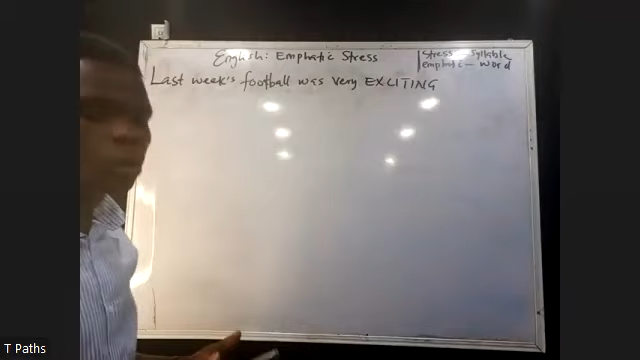 English: Emphatic Stress
Stress - Syllable
Emphatic - Word
Last week's football was very EXCITING
T Paths